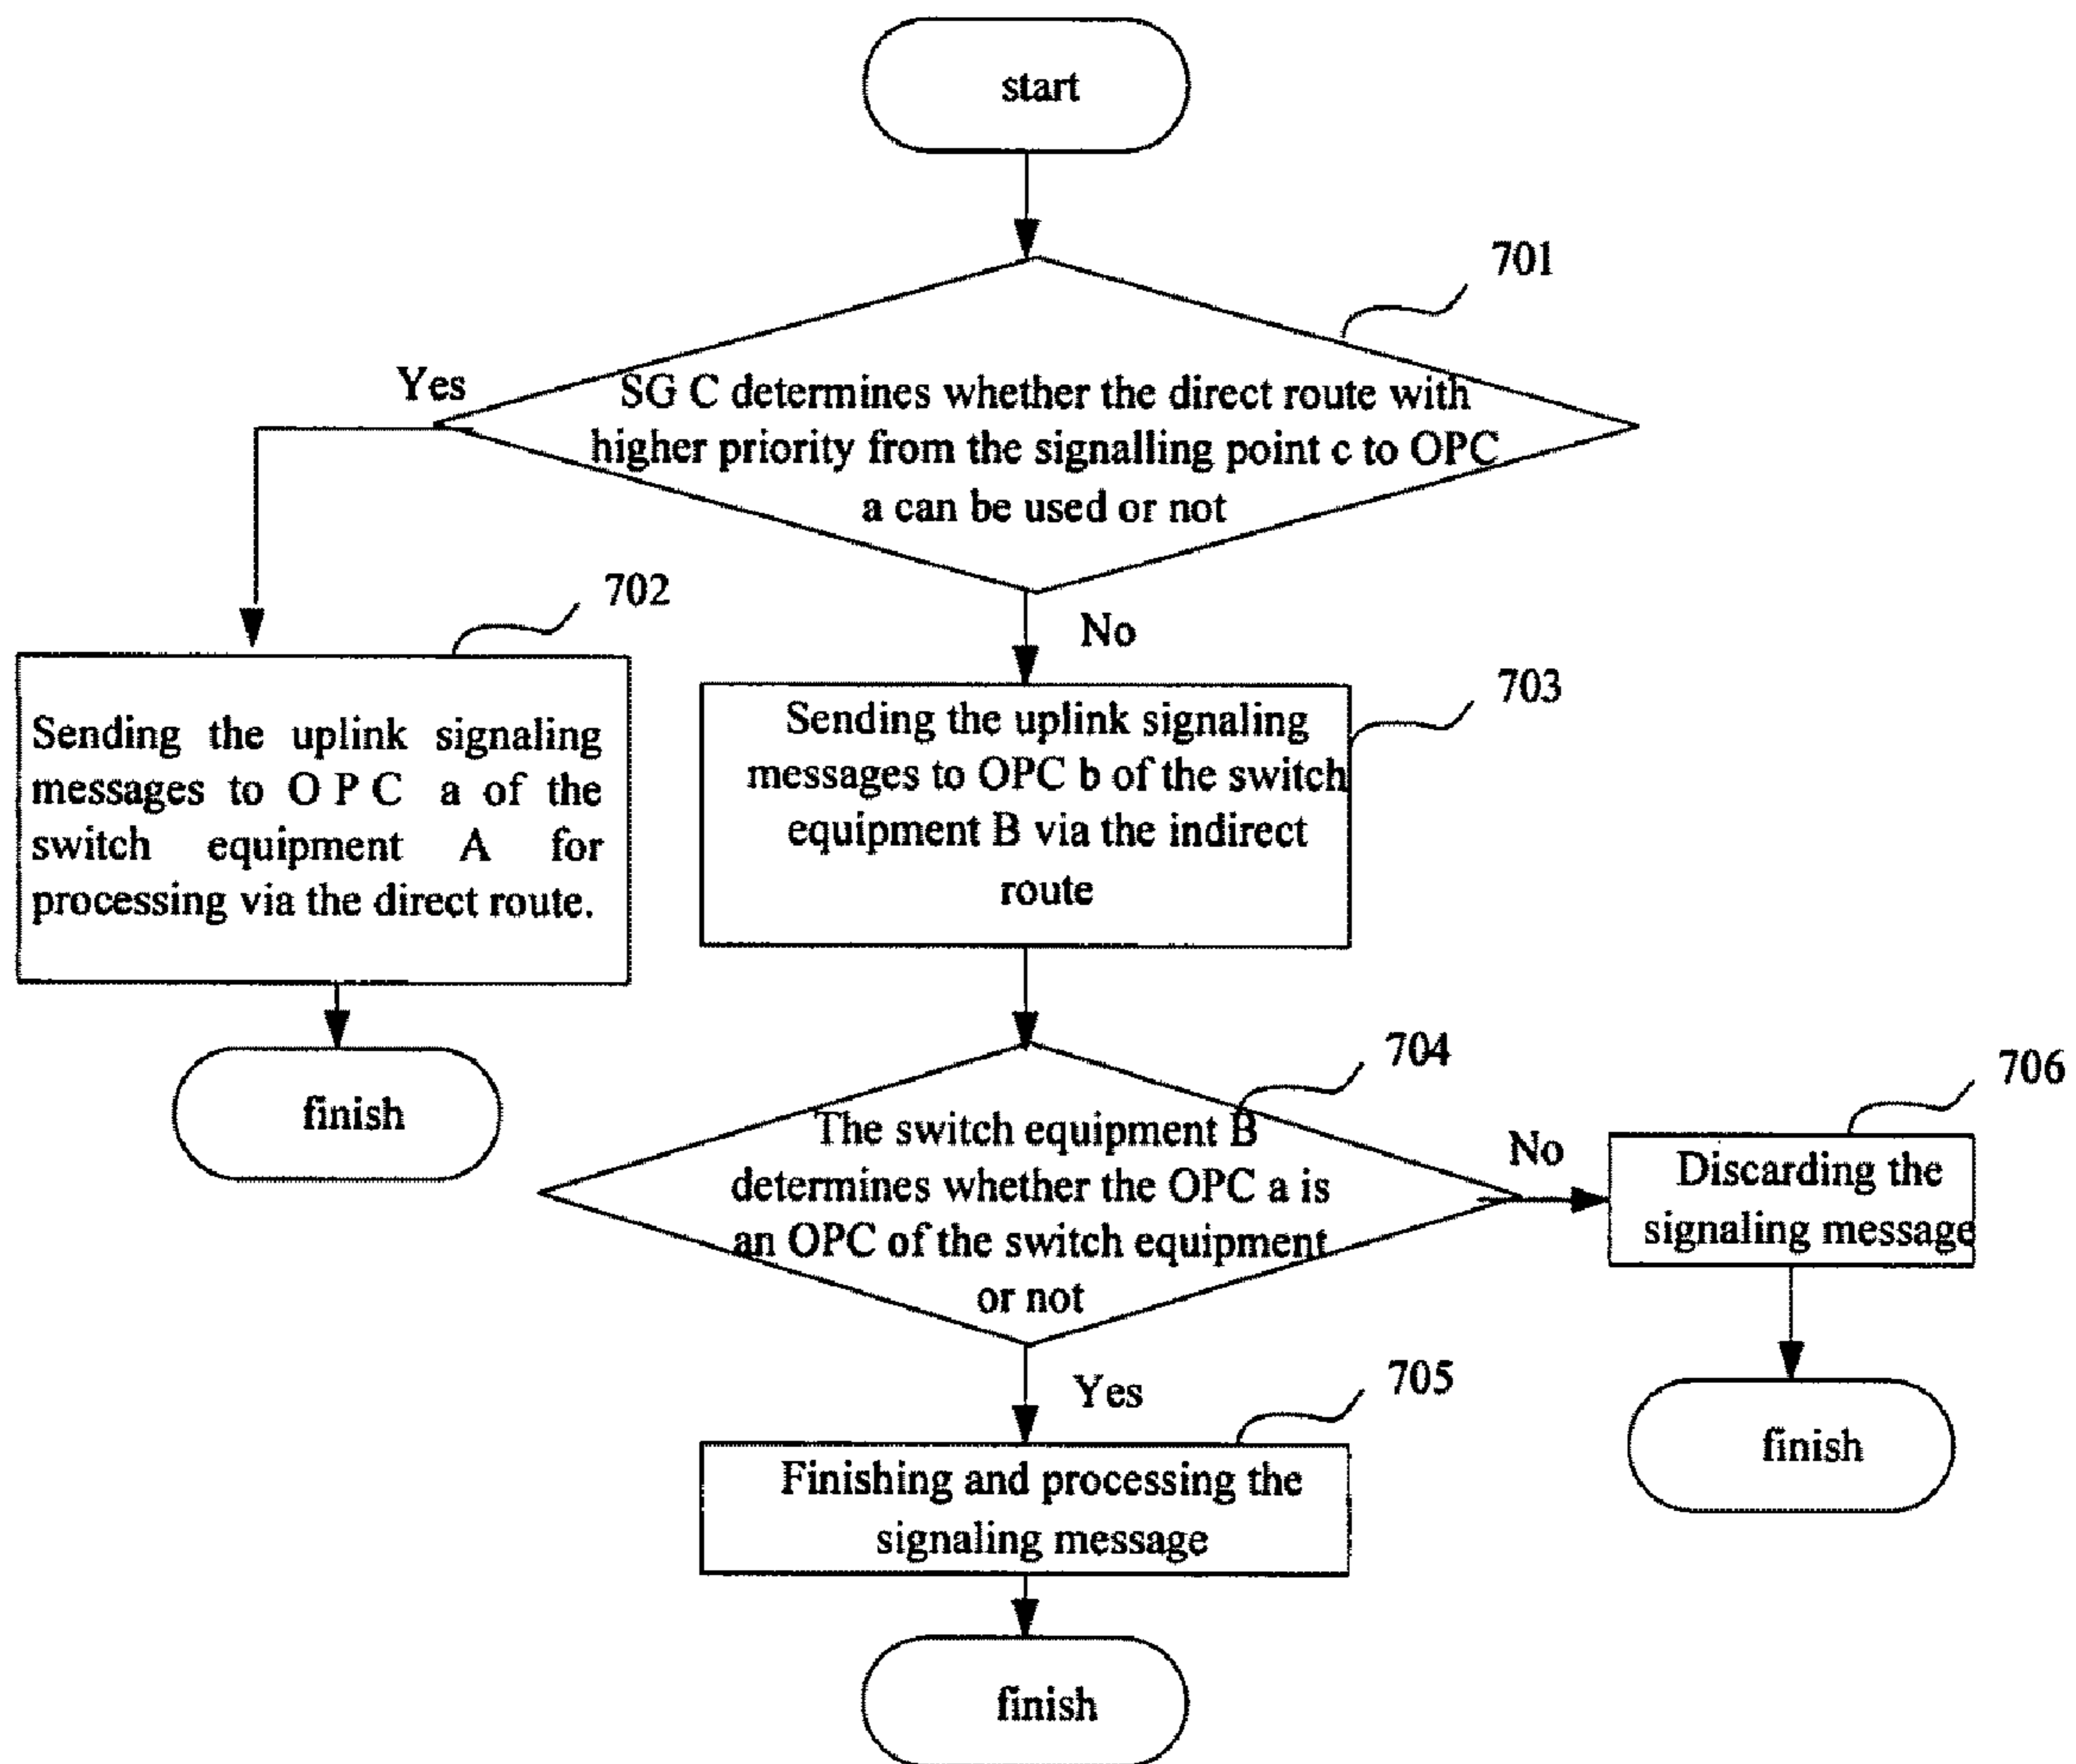 start
701
Yes
SG C determines whether the direct route with
higher priority from the signalling point c to OPC
a can be used or not
702
No
703
Sending the uplink signaling
messages to O P C a of the
switch equipment A for
processing via the direct route.
Sending the uplink signaling
messages to OPC b of the switch
equipment B via the indirect
route
finish
704
706
The switch equipment B
determines whether the OPC a is
an OPC of the switch equipment
or not
No
Discarding the
signaling message
Yes
705
finish
Finishing and processing the
signaling message
finish